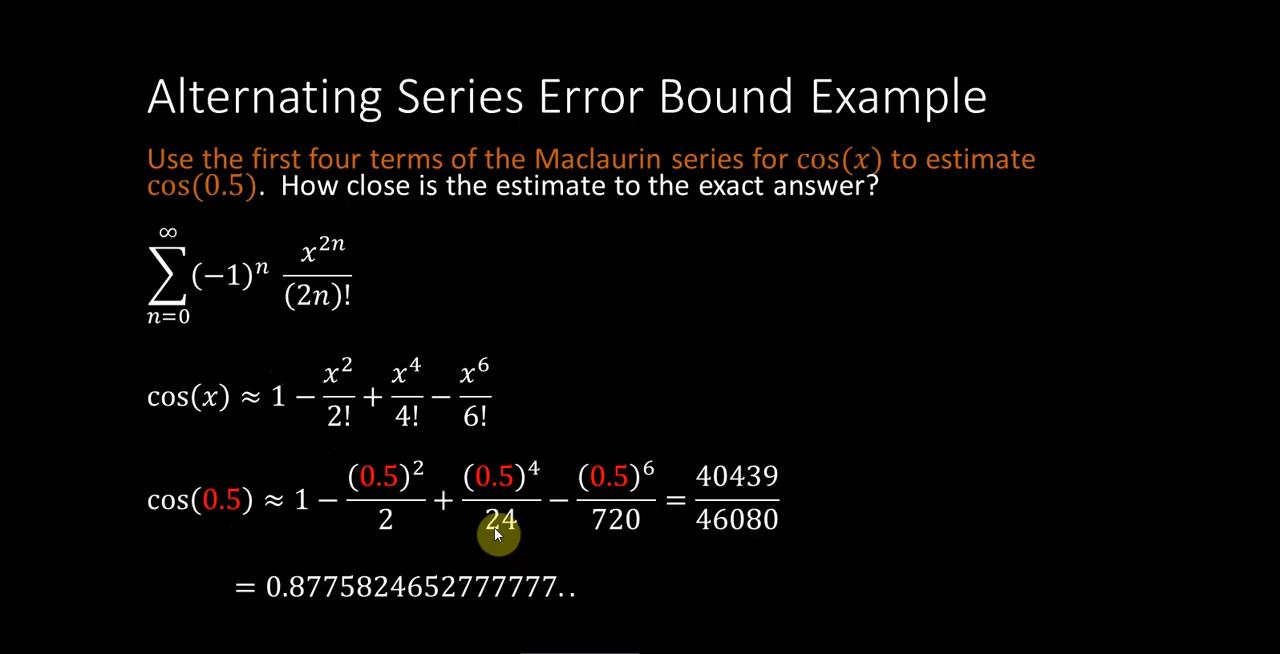 Alternating Series Error Bound Example
Use the first four terms of the Maclaurin series for cos(x) to estimate
cos(0.5). How close is the estimate to the exact answer?
∞
∑ (−1)ⁿ x²ⁿ/(2n)!
n=0
cos(x) ≈ 1 − x²/2! + x⁴/4! − x⁶/6!
cos(0.5) ≈ 1 − (0.5)²/2 + (0.5)⁴/24 − (0.5)⁶/720 = 40439/46080
= 0.8775824652777777..